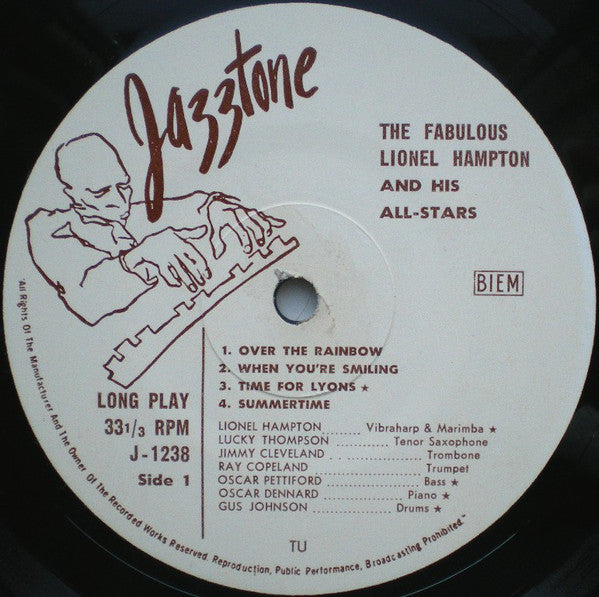 Jazztone
THE FABULOUS
LIONEL HAMPTON
AND HIS
ALL-STARS
BIEM
1. OVER THE RAINBOW
2. WHEN YOU'RE SMILING
3. TIME FOR LYONS ★
4. SUMMERTIME
LONG PLAY
33 1/3 RPM
J-1238
Side 1
LIONEL HAMPTON.......... Vibraharp & Marimba ★
LUCKY THOMPSON.............. Tenor Saxophone
JIMMY CLEVELAND .................. Trombone
RAY COPELAND ..................... Trumpet
OSCAR PETTIFORD .................... Bass ★
OSCAR DENNARD .................... Piano ★
GUS JOHNSON ..................... Drums ★
TU
"All Rights Of The Manufacturer And The Owner Of The Recorded Works Reserved. Reproduction, Public Performance, Broadcasting Prohibited."